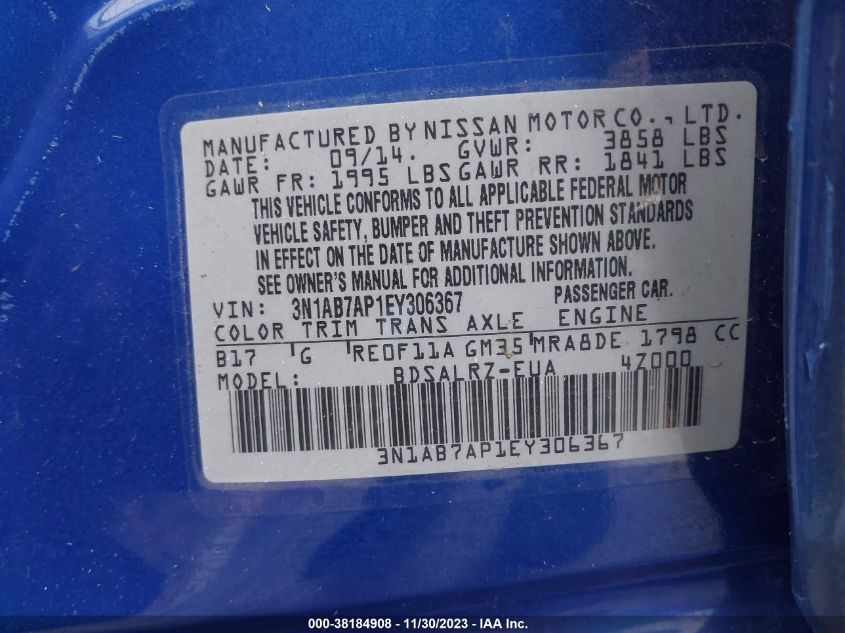 MANUFACTURED BY NISSAN MOTOR CO., LTD.
DATE: 09/14. GVWR: 3858 LBS
GAWR FR: 1995 LBS GAWR RR: 1841 LBS
THIS VEHICLE CONFORMS TO ALL APPLICABLE FEDERAL MOTOR
VEHICLE SAFETY, BUMPER AND THEFT PREVENTION STANDARDS
IN EFFECT ON THE DATE OF MANUFACTURE SHOWN ABOVE.
SEE OWNER'S MANUAL FOR ADDITIONAL INFORMATION.
VIN: 3N1AB7AP1EY306367 PASSENGER CAR.
COLOR TRIM TRANS AXLE ENGINE
B17 G RE0F11A GM35 MRA8DE 1798 CC
MODEL: BDSALRZ-EUA 4Z000
3N1AB7AP1EY306367
000-38184908 - 11/30/2023 - IAA Inc.